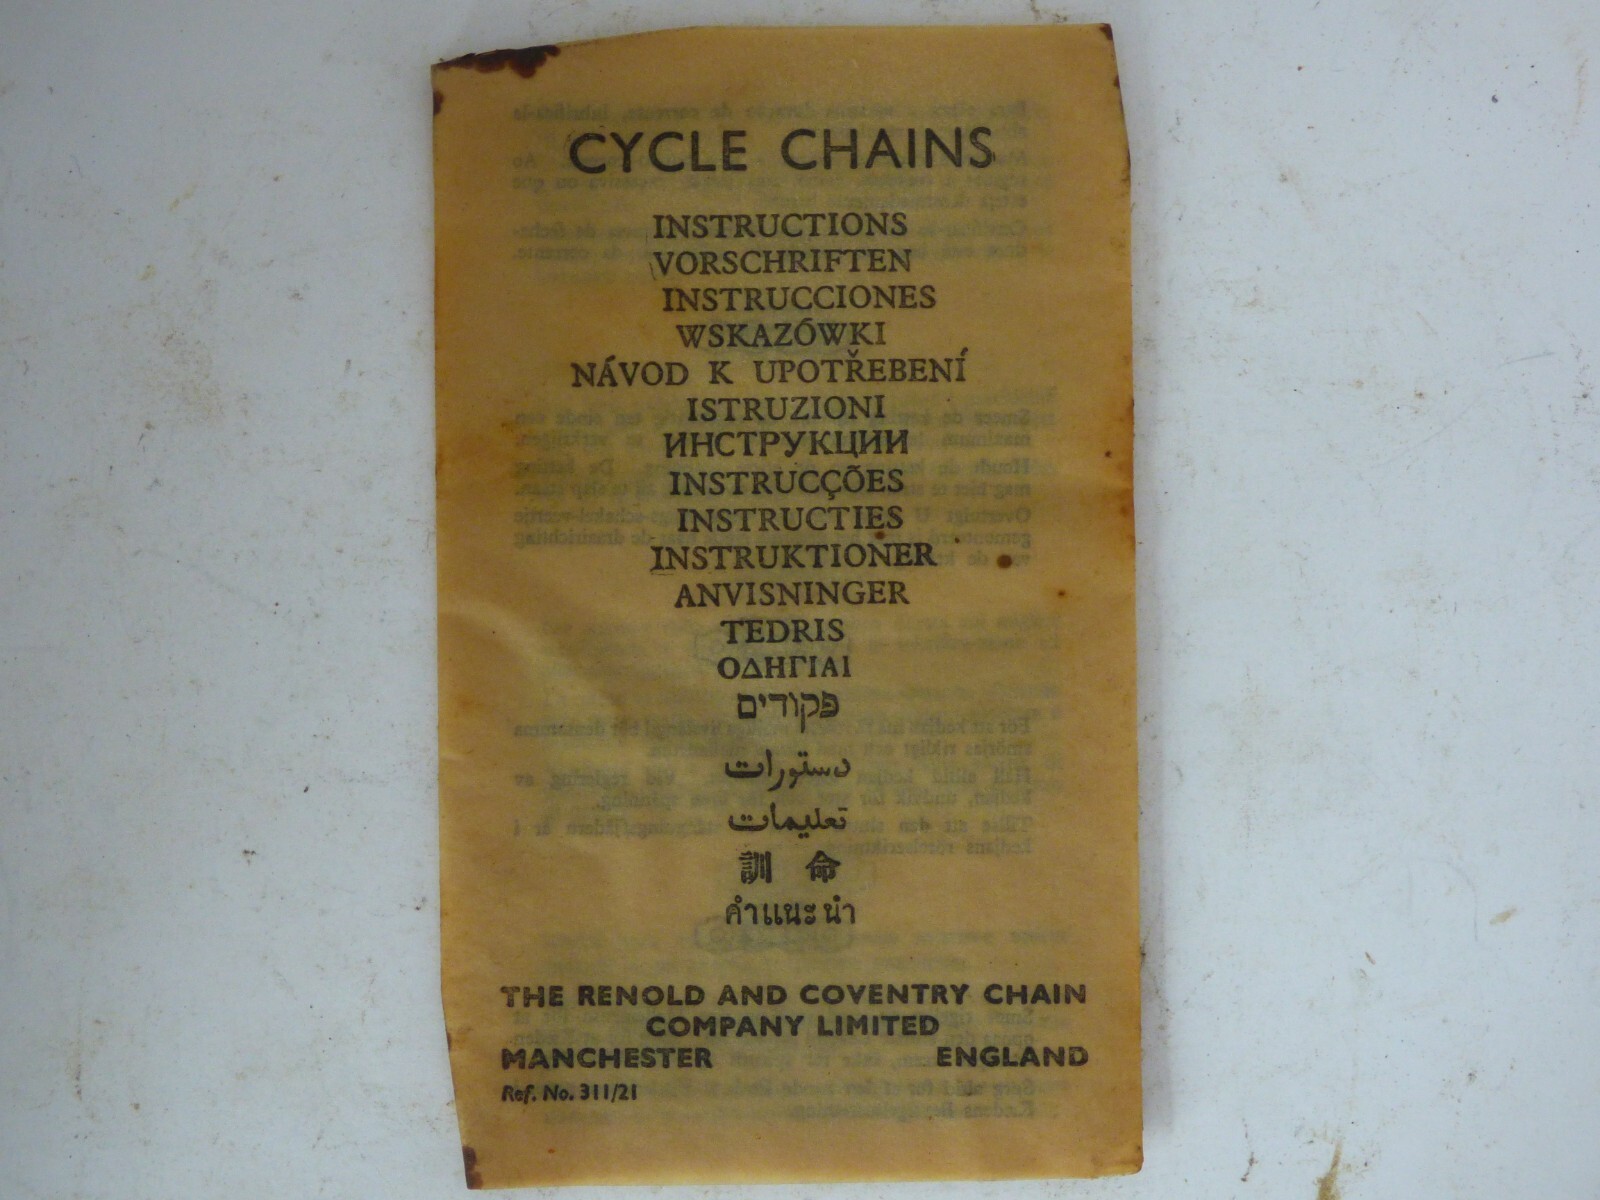 CYCLE CHAINS
INSTRUCTIONS
VORSCHRIFTEN
INSTRUCCIONES
WSKAZÓWKI
NÁVOD K UPOTŘEBENÍ
ISTRUZIONI
ИНСТРУКЦИИ
INSTRUCÇÕES
INSTRUCTIES
INSTRUKTIONER
ANVISNINGER
TEDRIS
ΟΔΗΓΙΑΙ
פקודים
دستورات
تعليمات
訓 命
คำแนะนำ
THE RENOLD AND COVENTRY CHAIN
COMPANY LIMITED
MANCHESTER ENGLAND
Ref. No. 311/21